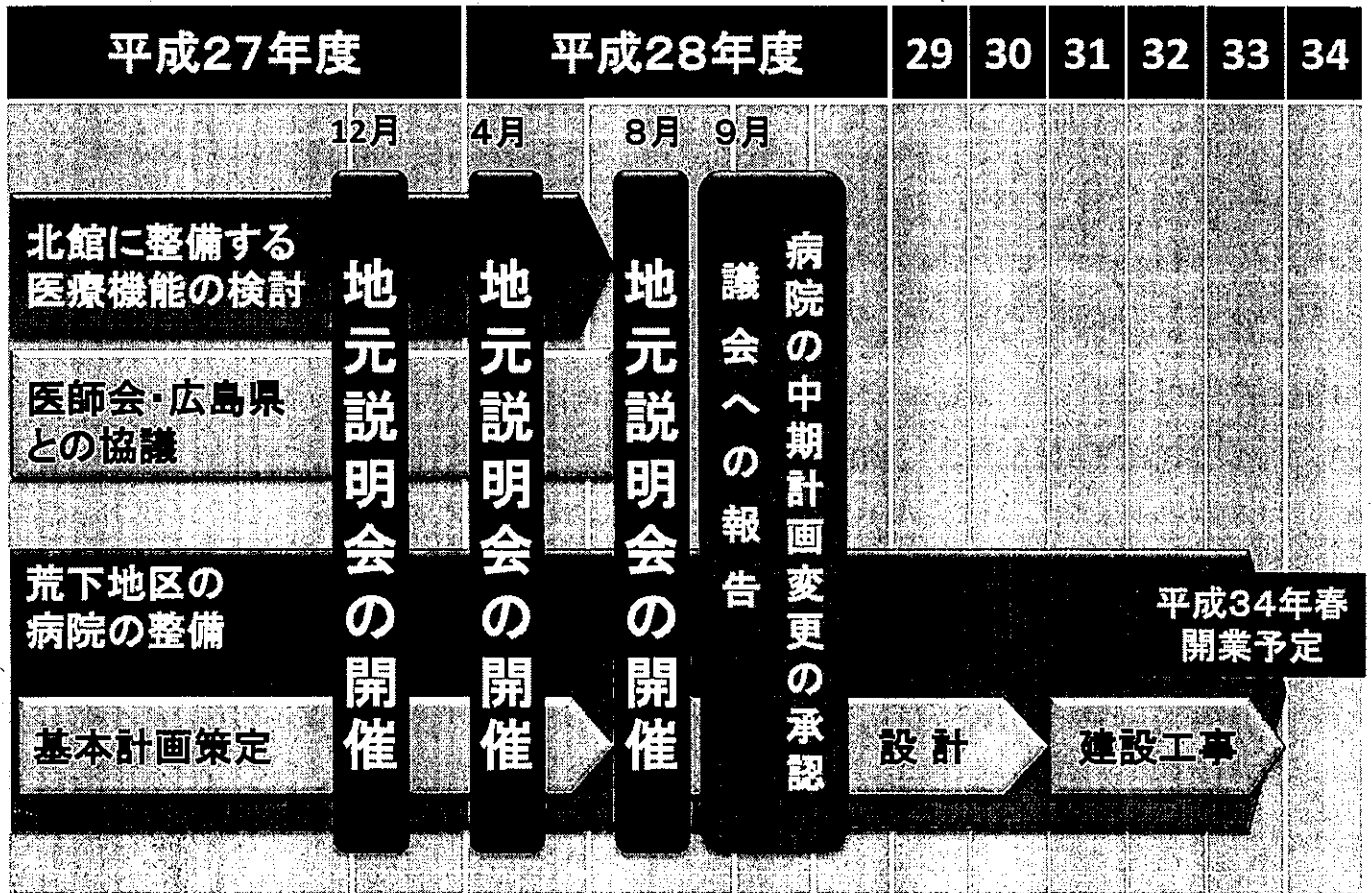 平成27年度
平成28年度
29
30
31
32
33
34
12月
4月
8月
9月
北館に整備する
医療機能の検討
医師会・広島県
との協議
荒下地区の
病院の整備
基本計画策定
地元説明会の開催
地元説明会の開催
地元説明会の開催
病院の中期計画変更の承認
議会への報告
設計
建設工事
平成34年春
開業予定